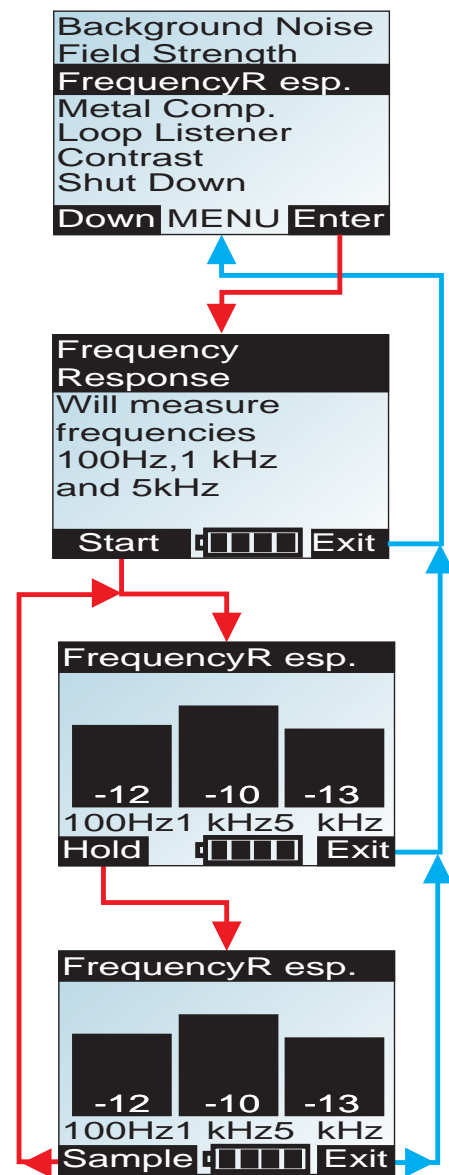 Background Noise
Field Strength
FrequencyR esp.
Metal Comp.
Loop Listener
Contrast
Shut Down
Down MENU Enter
Frequency
Response
Will measure
frequencies
100Hz,1 kHz
and 5kHz
Start Exit
FrequencyR esp.
-12 -10 -13
100Hz1 kHz5 kHz
Hold Exit
FrequencyR esp.
-12 -10 -13
100Hz1 kHz5 kHz
Sample Exit